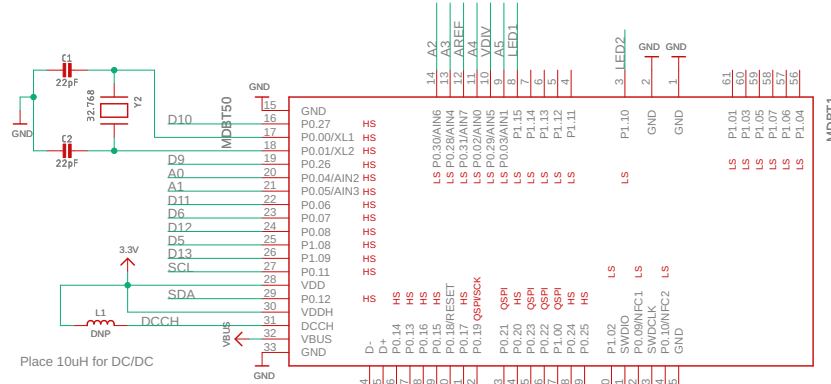 A2
A3
AREF
A4
VDIV
A5
LED1
LED2
GND
GND
14
13
12
11
10
9
8
7
6
5
4
3
2
1
61
60
59
58
57
56
C1
22pF
32.768
Y2
GND
C2
22pF
MDBT50
GND
D10
D9
A0
A1
D11
D6
D12
D5
D13
SCL
SDA
DCCH
VBUS
3.3V
L1
DNP
Place 10uH for DC/DC
GND
15 GND
16 P0.27 HS
17 P0.00/XL1 HS
18 P0.01/XL2 HS
19 P0.26 HS
20 P0.04/AIN2 HS
21 P0.05/AIN3 HS
22 P0.06 HS
23 P0.07 HS
24 P0.08 HS
25 P1.08 HS
26 P1.09 HS
27 P0.11 HS
28 VDD
29 P0.12 HS
30 VDDH
31 DCCH
32 VBUS
33 GND
P0.30/AIN6 LS
P0.28/AIN4 LS
P0.31/AIN7 LS
P0.02/AIN0 LS
P0.29/AIN5 LS
P0.03/AIN1 LS
P1.15 LS
P1.14 LS
P1.13 LS
P1.12 LS
P1.11 LS
P1.10 LS
GND
GND
P1.01 LS
P1.03 LS
P1.05 LS
P1.07 LS
P1.06 LS
P1.04 LS
D-
D+
P0.14 HS
P0.13 HS
P0.16 HS
P0.15 HS
P0.18/RESET
P0.17 HS
P0.19 QSPI/SCK
P0.21 QSPI
P0.20 HS
P0.23 QSPI
P0.22 QSPI
P1.00 QSPI
P0.24 HS
P0.25 HS
P1.02 LS
SWDIO
P0.09/NFC1 LS
SWDCLK
P0.10/NFC2 LS
GND